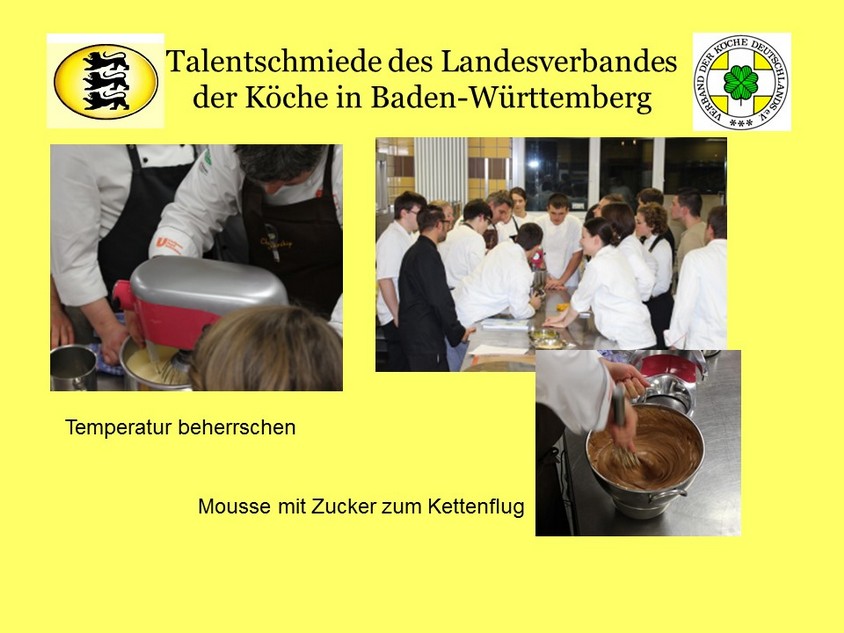 Talentschmiede des Landesverbandes
der Köche in Baden-Württemberg
VERBAND DER KÖCHE DEUTSCHLANDS e.V.
Temperatur beherrschen
Mousse mit Zucker zum Kettenflug